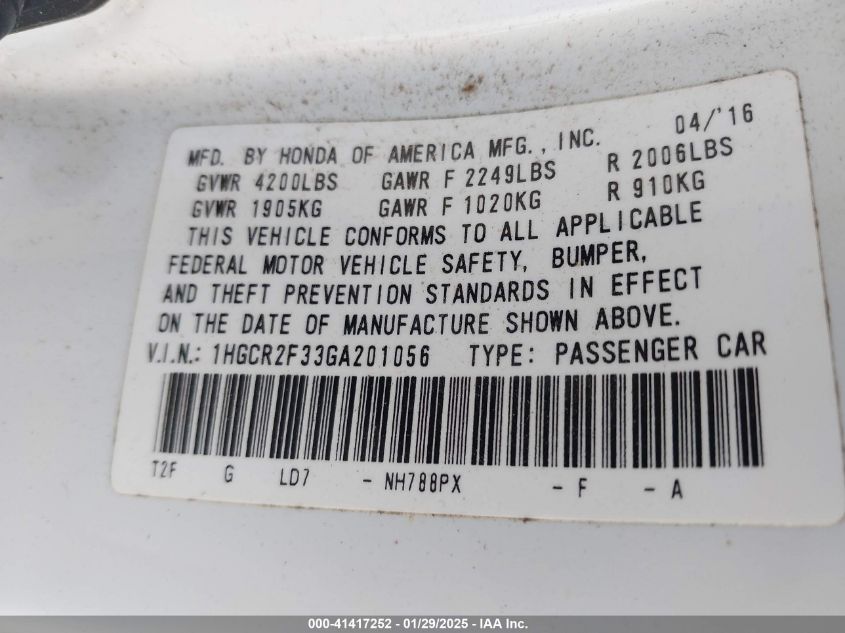 MFD. BY HONDA OF AMERICA MFG., INC. 04/'16
GVWR 4200LBS GAWR F 2249LBS R 2006LBS
GVWR 1905KG GAWR F 1020KG R 910KG
THIS VEHICLE CONFORMS TO ALL APPLICABLE
FEDERAL MOTOR VEHICLE SAFETY, BUMPER,
AND THEFT PREVENTION STANDARDS IN EFFECT
ON THE DATE OF MANUFACTURE SHOWN ABOVE.
V.I.N.: 1HGCR2F33GA201056 TYPE: PASSENGER CAR
T2F G LD7 - NH788PX - F - A
000-41417252 - 01/29/2025 - IAA Inc.